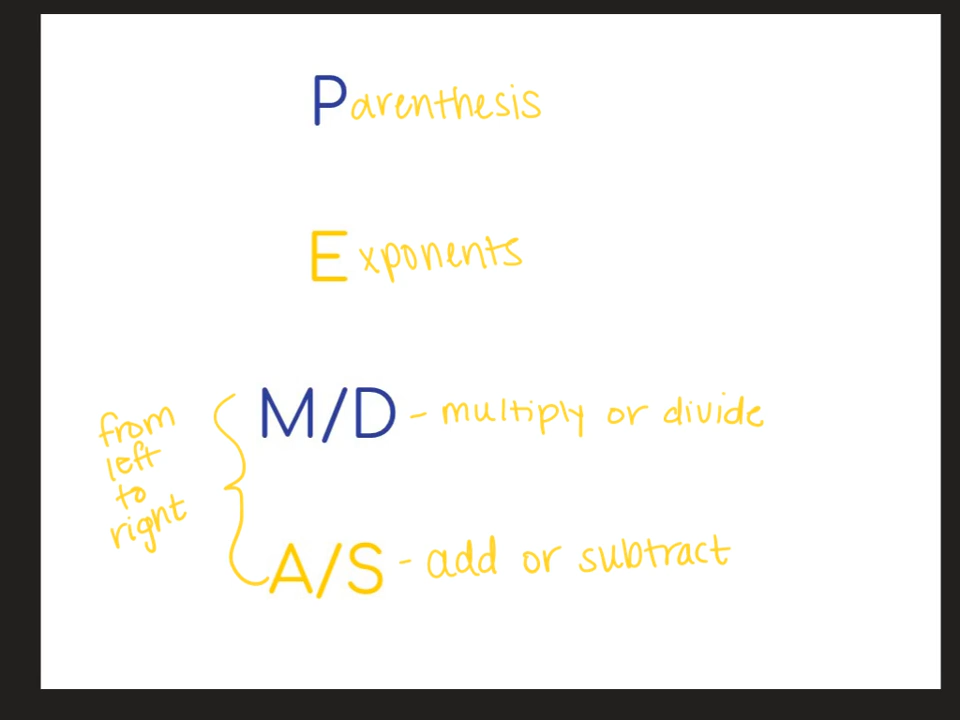 Parenthesis
Exponents
M/D - multiply or divide
from
left
to
right
A/S - add or subtract